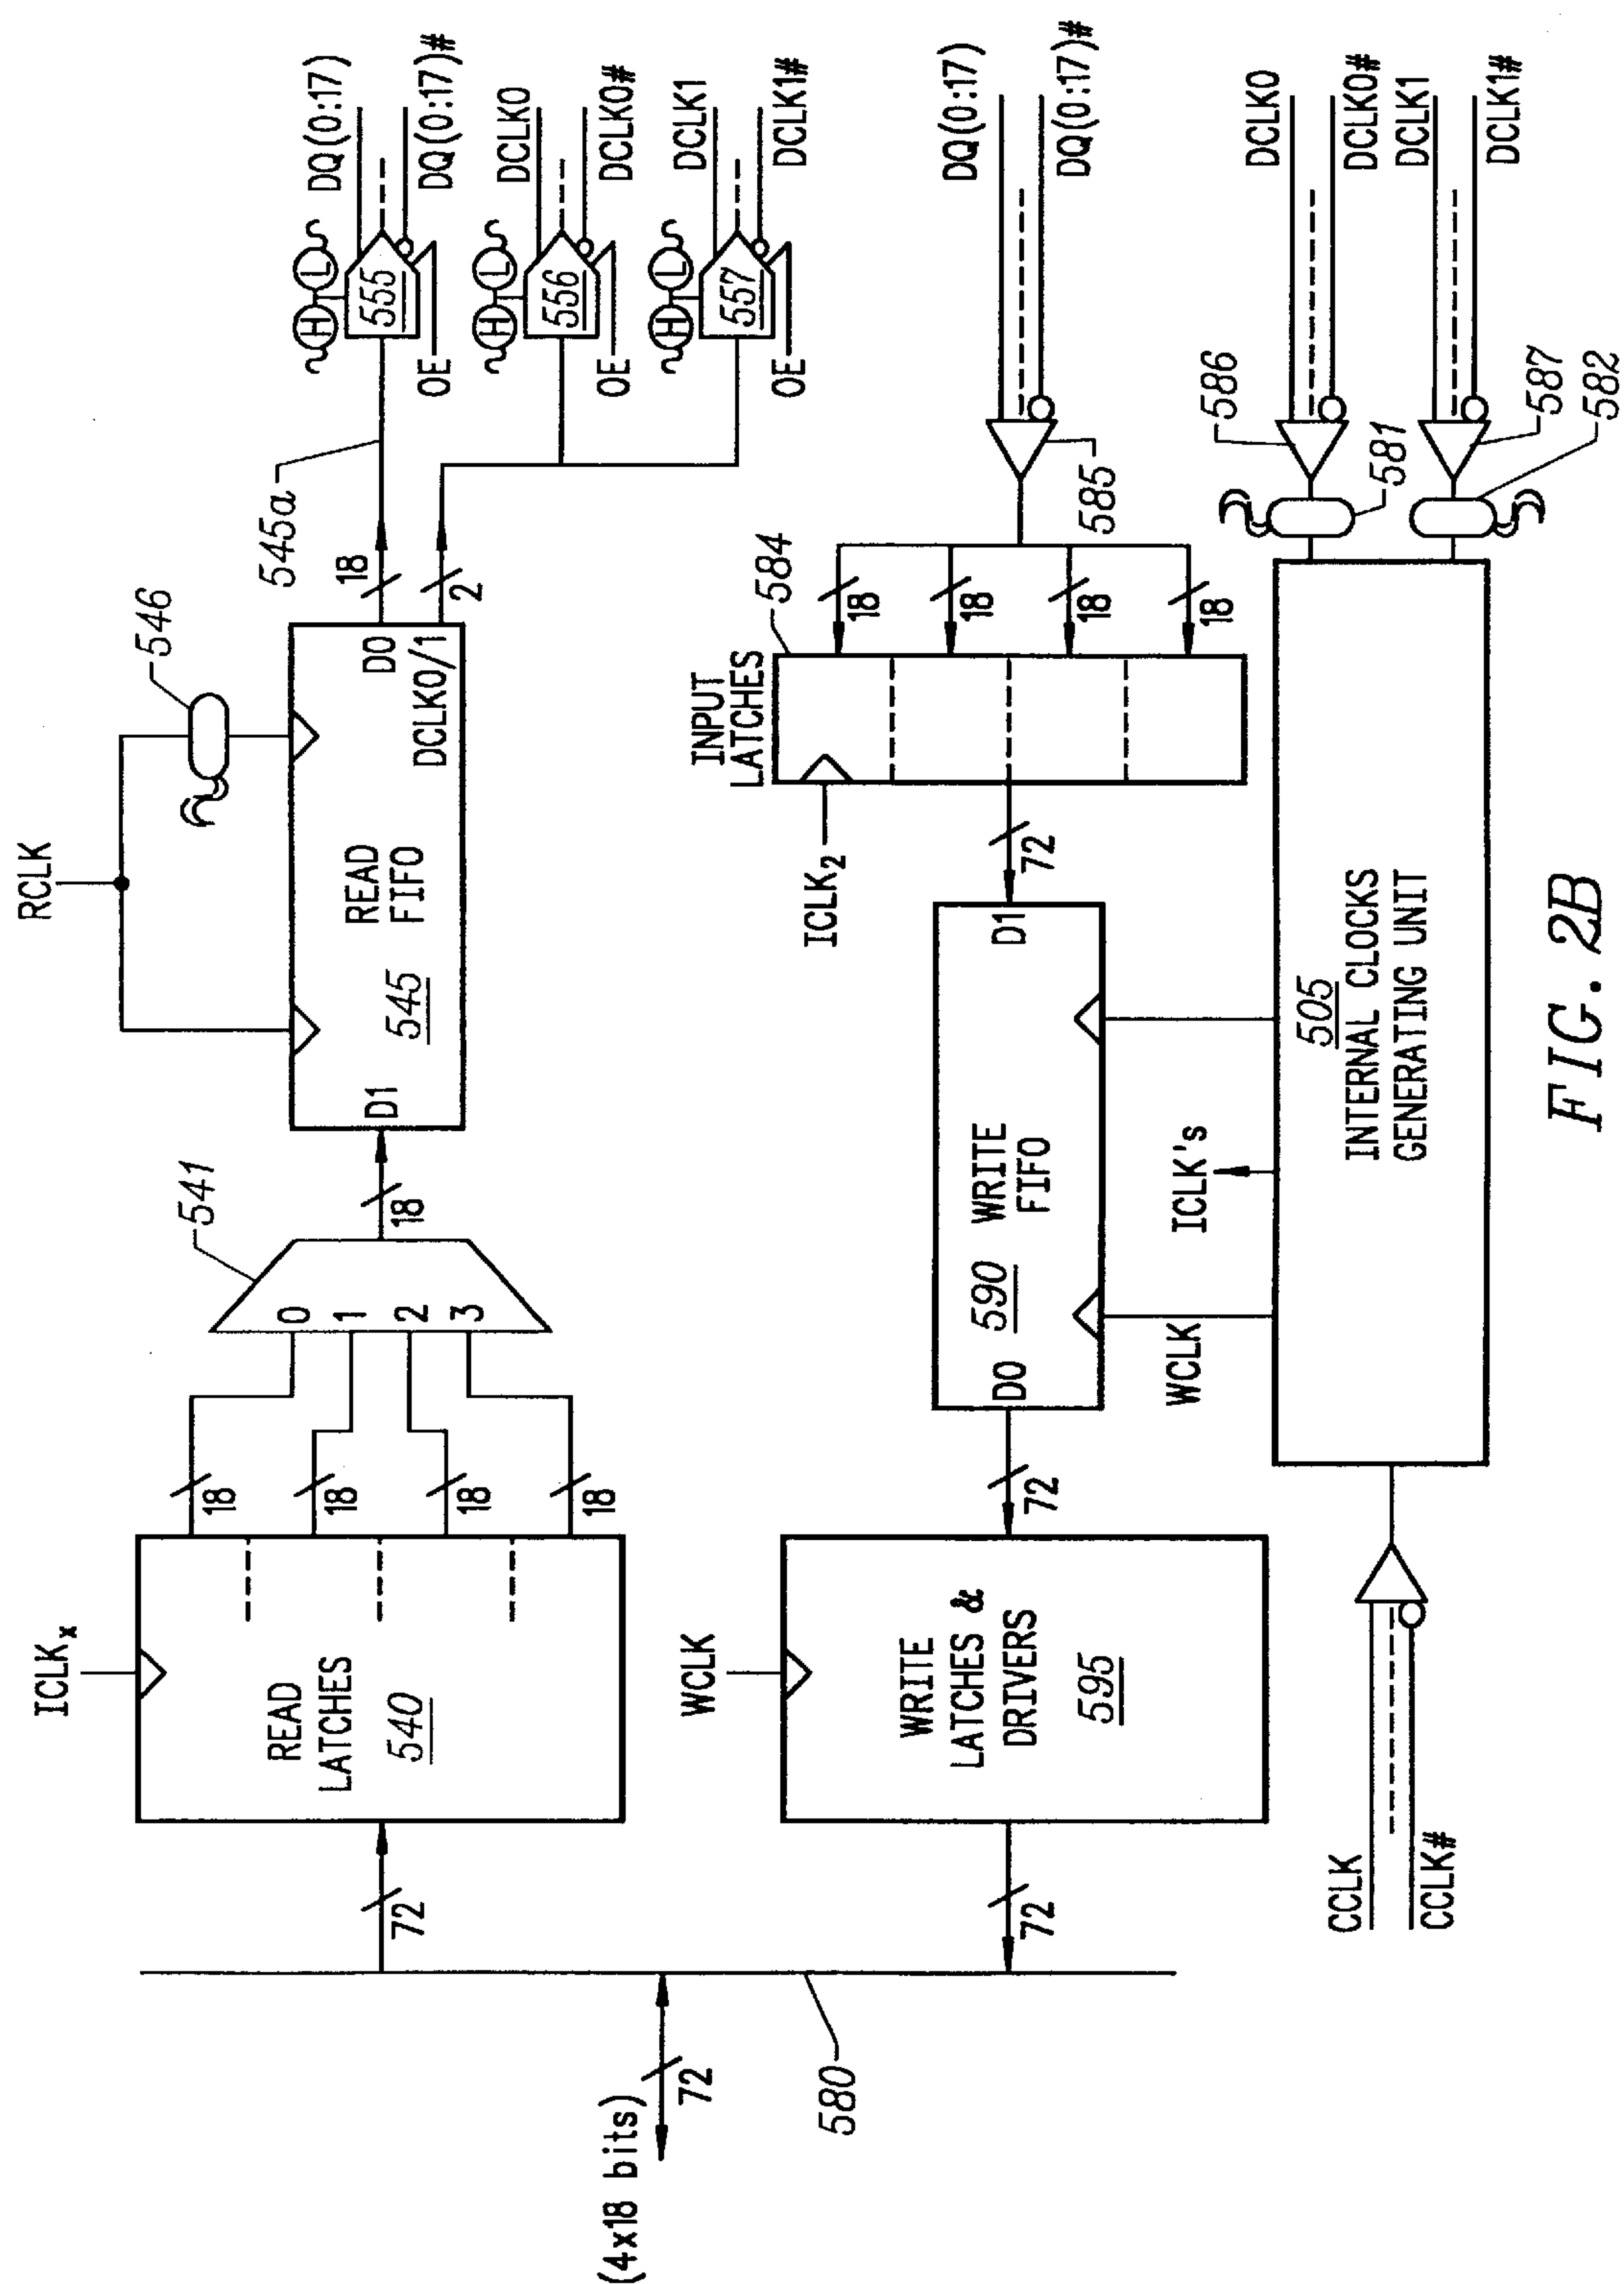 RCLK
546
545a
DQ(0:17)
DQ(0:17)#
H
L
555
OE
DCLK0
DCLK0#
H
L
556
OE
DCLK1
DCLK1#
H
L
557
OE
18
2
DO
DCLK0/1
READ
FIFO
545
D1
541
18
0
1
2
3
18
18
18
18
ICLKx
READ
LATCHES
540
72
(4x18 bits)
72
580
INPUT
LATCHES
584
ICLK2
18
18
18
18
585
DQ(0:17)
DQ(0:17)#
72
D1
WRITE
FIFO
590
DO
72
WCLK
WRITE
LATCHES &
DRIVERS
595
72
WCLK
ICLK's
505
INTERNAL CLOCKS
GENERATING UNIT
CCLK
CCLK#
586
581
587
582
DCLK0
DCLK0#
DCLK1
DCLK1#
FIG. 2B